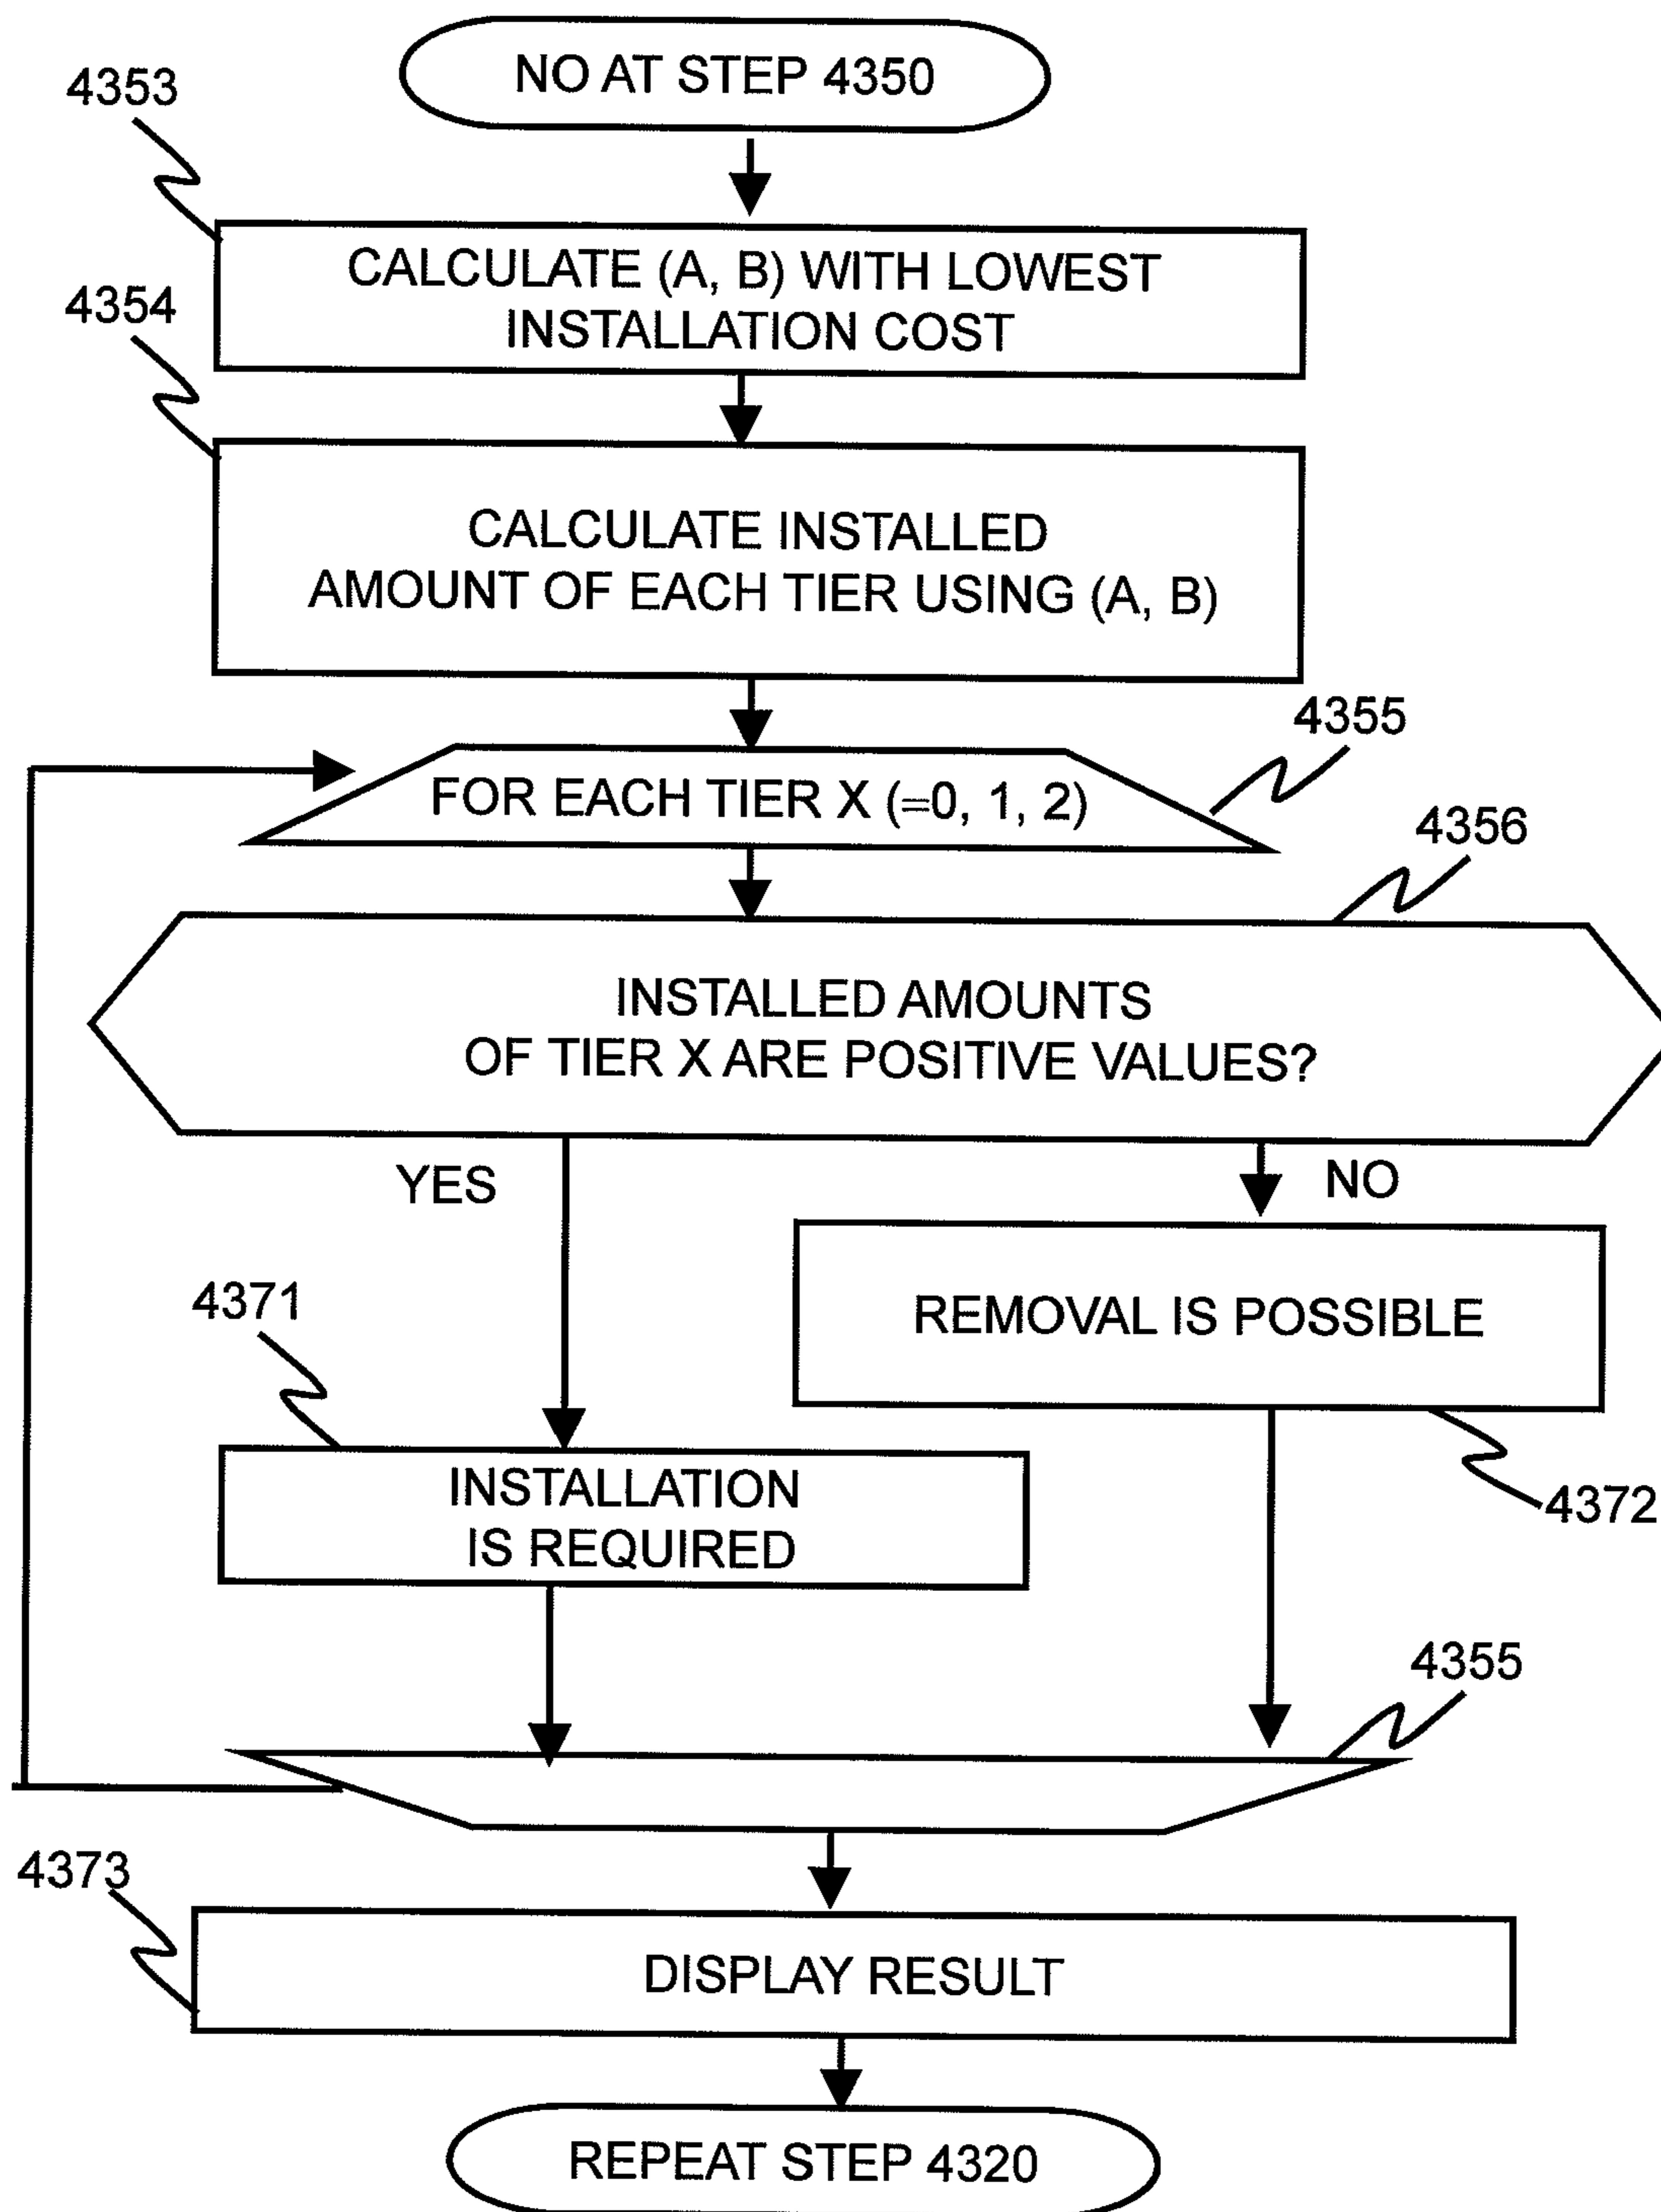 NO AT STEP 4350
4353
CALCULATE (A, B) WITH LOWEST
INSTALLATION COST
4354
CALCULATE INSTALLED
AMOUNT OF EACH TIER USING (A, B)
4355
FOR EACH TIER X (=0, 1, 2)
4356
INSTALLED AMOUNTS
OF TIER X ARE POSITIVE VALUES?
YES
NO
REMOVAL IS POSSIBLE
4371
4372
INSTALLATION
IS REQUIRED
4355
4373
DISPLAY RESULT
REPEAT STEP 4320